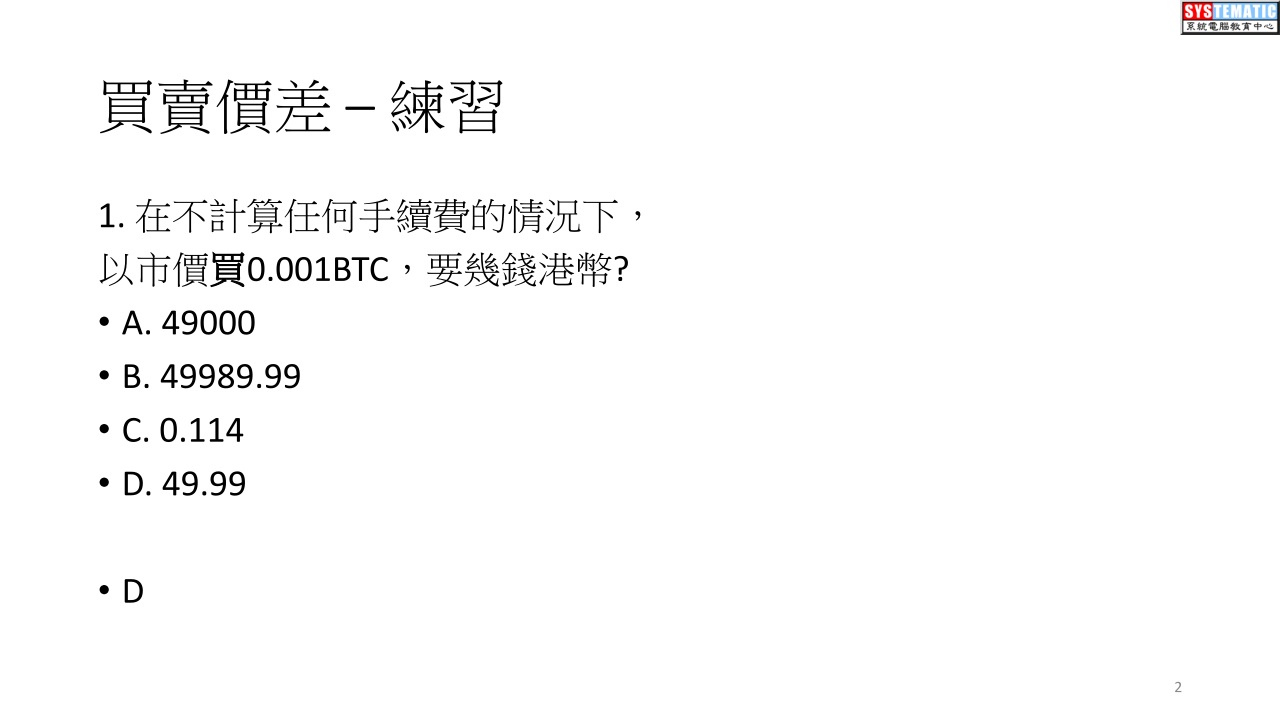 SYSTEMATIC
系統電腦教育中心
買賣價差 – 練習
1. 在不計算任何手續費的情況下，
以市價買0.001BTC，要幾錢港幣?
• A. 49000
• B. 49989.99
• C. 0.114
• D. 49.99
• D
2